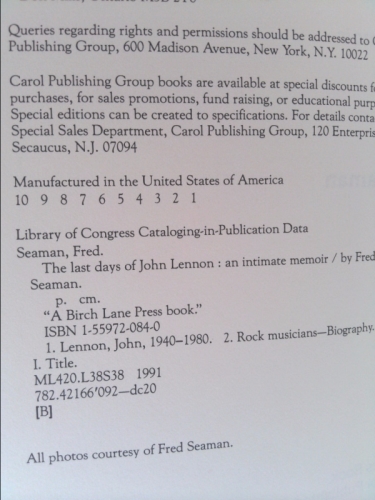 Queries regarding rights and permissions should be addressed to
Publishing Group, 600 Madison Avenue, New York, N.Y. 10022
Carol Publishing Group books are available at special discounts
purchases, for sales promotions, fund raising, or educational
Special editions can be created to specifications. For details
Special Sales Department, Carol Publishing Group, 120
Secaucus, N.J. 07094
Manufactured in the United States of America
10 9 8 7 6 5 4 3 2 1
Library of Congress Cataloging-in-Publication Data
Seaman, Fred.
The last days of John Lennon : an intimate memoir / by Fred
Seaman.
p. cm.
"A Birch Lane Press book."
ISBN 1-55972-084-0
1. Lennon, John, 1940–1980. 2. Rock musicians—Biography.
I. Title.
ML420.L38S38 1991
782.42166'092—dc20
[B]
All photos courtesy of Fred Seaman.